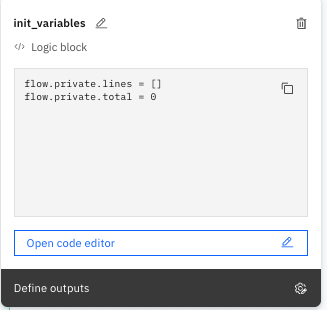 init_variables
</> Logic block
flow.private.lines = []
flow.private.total = 0
Open code editor
Define outputs